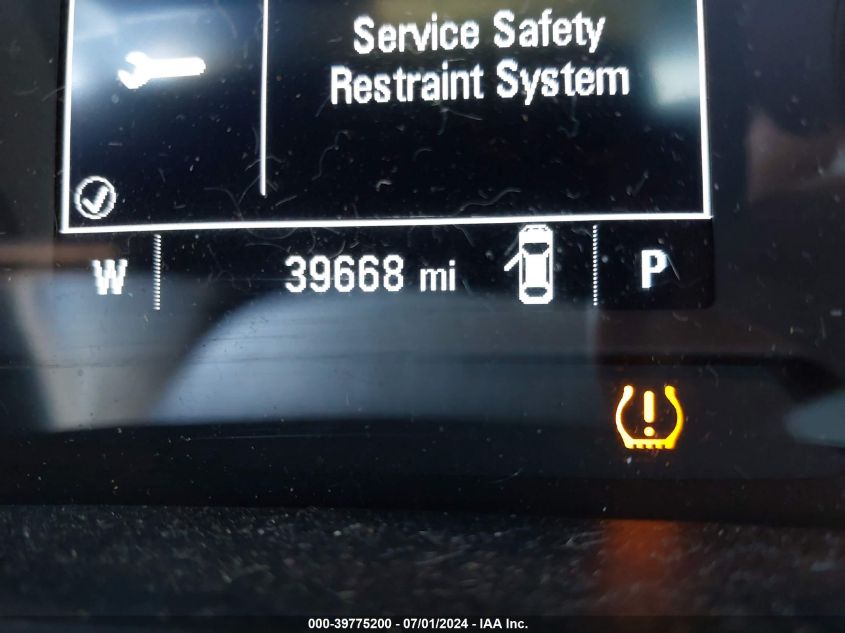 Service Safety
Restraint System
W 39668 mi P
000-39775200 - 07/01/2024 - IAA Inc.